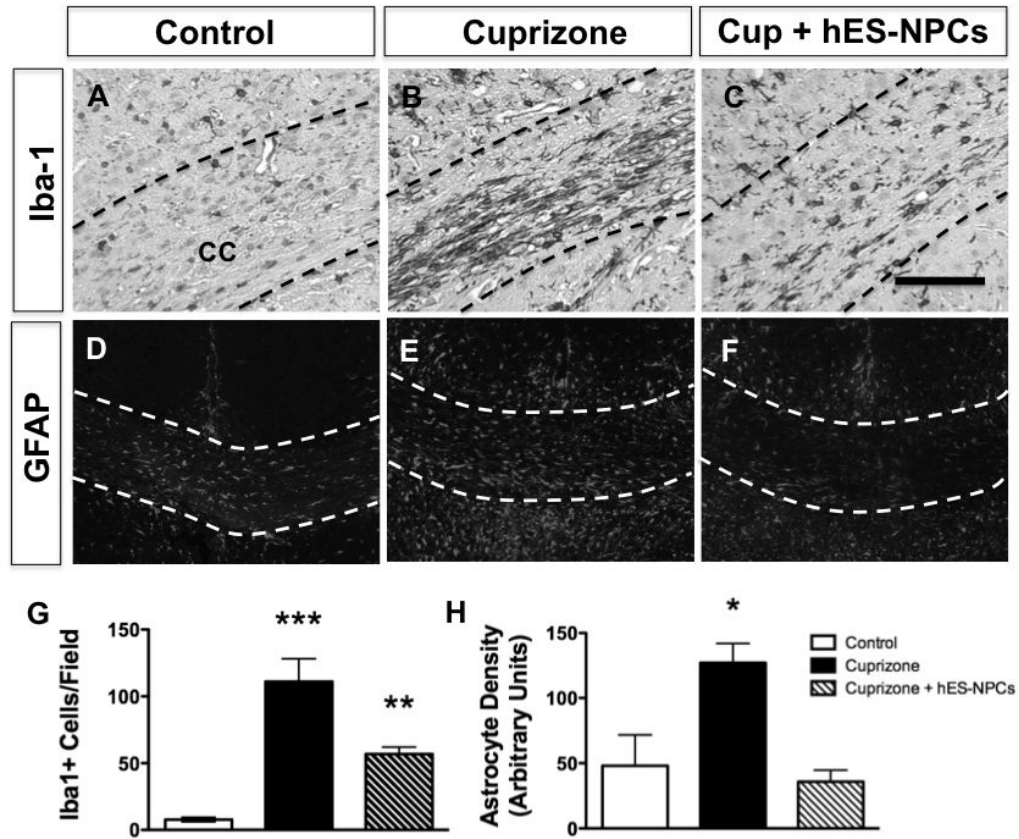 Control
Cuprizone
Cup + hES-NPCs
Iba-1
A
B
C
CC
GFAP
D
E
F
G
***
**
150
100
50
0
Iba1+ Cells/Field
H
*
150
100
50
0
Astrocyte Density
(Arbitrary Units)
Control
Cuprizone
Cuprizone + hES-NPCs